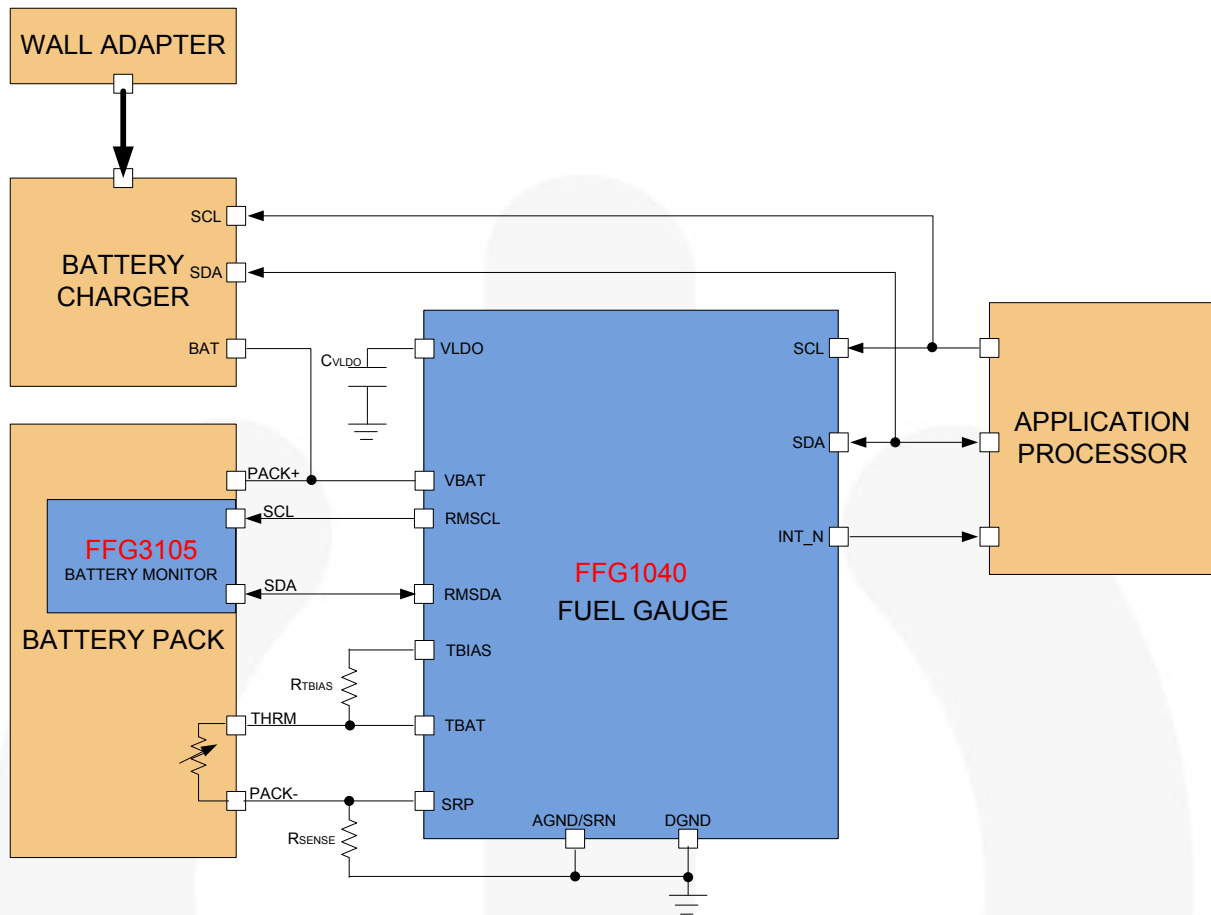 WALL ADAPTER
SCL
SDA
BATTERY
CHARGER
BAT
CVLDO
VLDO
SCL
SDA
APPLICATION
PROCESSOR
PACK+
VBAT
SCL
RMSCL
FFG3105
BATTERY MONITOR
INT_N
SDA
RMSDA
FFG1040
FUEL GAUGE
BATTERY PACK
TBIAS
RTBIAS
THRM
TBAT
PACK-
SRP
RSENSE
AGND/SRN
DGND